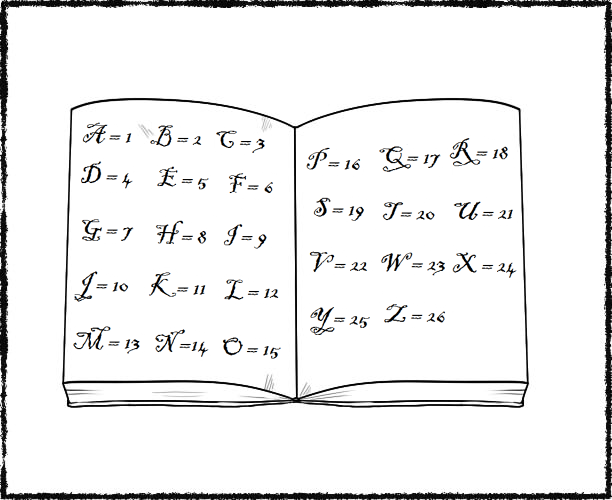 A = 1 B = 2 C = 3
D = 4 E = 5 F = 6
G = 7 H = 8 I = 9
J = 10 K = 11 L = 12
M = 13 N =14 O = 15
P = 16 Q = 17 R = 18
S = 19 T = 20 U = 21
V = 22 W = 23 X = 24
Y = 25 Z = 26